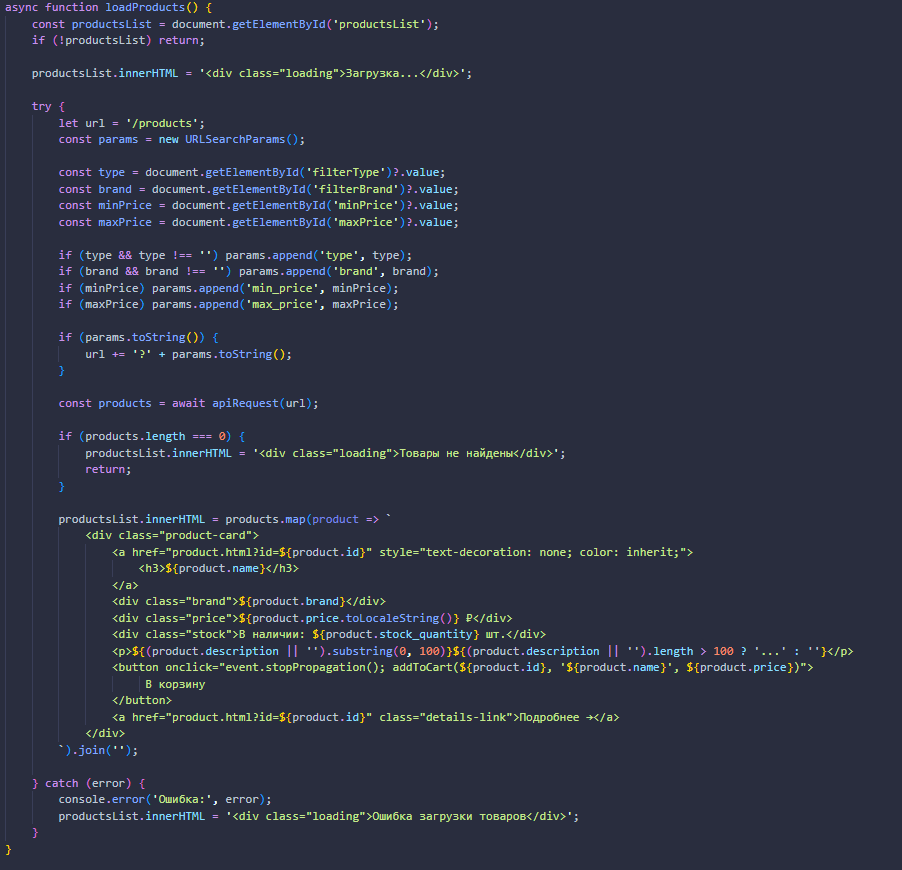 async function loadProducts() {
    const productsList = document.getElementById('productsList');
    if (!productsList) return;

    productsList.innerHTML = '<div class="loading">Загрузка...</div>';

    try {
        let url = '/products';
        const params = new URLSearchParams();

        const type = document.getElementById('filterType')?.value;
        const brand = document.getElementById('filterBrand')?.value;
        const minPrice = document.getElementById('minPrice')?.value;
        const maxPrice = document.getElementById('maxPrice')?.value;

        if (type && type !== '') params.append('type', type);
        if (brand && brand !== '') params.append('brand', brand);
        if (minPrice) params.append('min_price', minPrice);
        if (maxPrice) params.append('max_price', maxPrice);

        if (params.toString()) {
            url += '?' + params.toString();
        }

        const products = await apiRequest(url);

        if (products.length === 0) {
            productsList.innerHTML = '<div class="loading">Товары не найдены</div>';
            return;
        }

        productsList.innerHTML = products.map(product => `
            <div class="product-card">
                <a href="product.html?id=${product.id}" style="text-decoration: none; color: inherit;">
                    <h3>${product.name}</h3>
                </a>
                <div class="brand">${product.brand}</div>
                <div class="price">${product.price.toLocaleString()} ₽</div>
                <div class="stock">В наличии: ${product.stock_quantity} шт.</div>
                <p>${(product.description || '').substring(0, 100)}${(product.description || '').length > 100 ? '...' : ''}</p>
                <button onclick="event.stopPropagation(); addToCart(${product.id}, '${product.name}', ${product.price})">
                    В корзину
                </button>
                <a href="product.html?id=${product.id}" class="details-link">Подробнее →</a>
            </div>
        `).join('');

    } catch (error) {
        console.error('Ошибка:', error);
        productsList.innerHTML = '<div class="loading">Ошибка загрузки товаров</div>';
    }
}